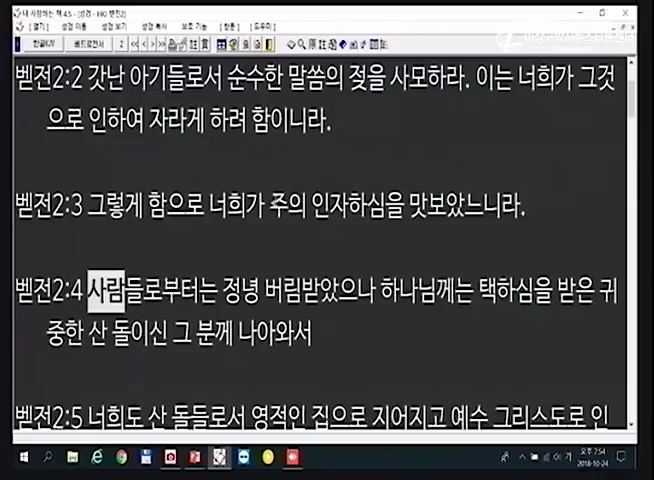 벧전2:2 갓난 아기들로서 순수한 말씀의 젖을 사모하라. 이는 너희가 그것
으로 인하여 자라게 하려 함이니라.
벧전2:3 그렇게 함으로 너희가 주의 인자하심을 맛보았느니라.
벧전2:4 사람들로부터는 정녕 버림받았으나 하나님께는 택하심을 받은 귀
중한 산 돌이신 그 분께 나아와서
벧전2:5 너희도 산 돌들로서 영적인 집으로 지어지고 예수 그리스도로 인
오후 7:54
2018-10-24